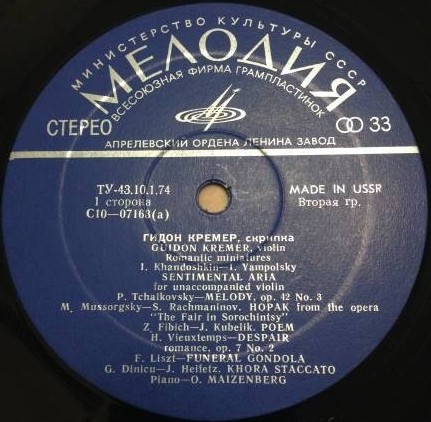 МИНИСТЕРСТВО КУЛЬТУРЫ СССР
МЕЛОДИЯ
ВСЕСОЮЗНАЯ ФИРМА ГРАМПЛАСТИНОК
СТЕРЕО
33
АПРЕЛЕВСКИЙ ОРДЕНА ЛЕНИНА ЗАВОД
ТУ-43.10.1.74
MADE IN USSR
1 сторона
Вторая гр.
С10—07163(а)
ГИДОН КРЕМЕР, скрипка
GUIDON KREMER, violin
Romantic miniatures
I. Khandoshkin—I. Yampolsky
SENTIMENTAL ARIA
for unaccompanied violin
P. Tchaikovsky—MELODY, op. 42 No. 3
M. Mussorgsky—S. Rachmaninov. HOPAK from the opera
"The Fair in Sorochintsy"
Z. Fibich—J. Kubelik. POEM
H. Vieuxtemps—DESPAIR
romance, op. 7 No. 2
F. Liszt—FUNERAL GONDOLA
G. Dinicu—J. Heifetz. KHORA STACCATO
Piano—O. MAIZENBERG